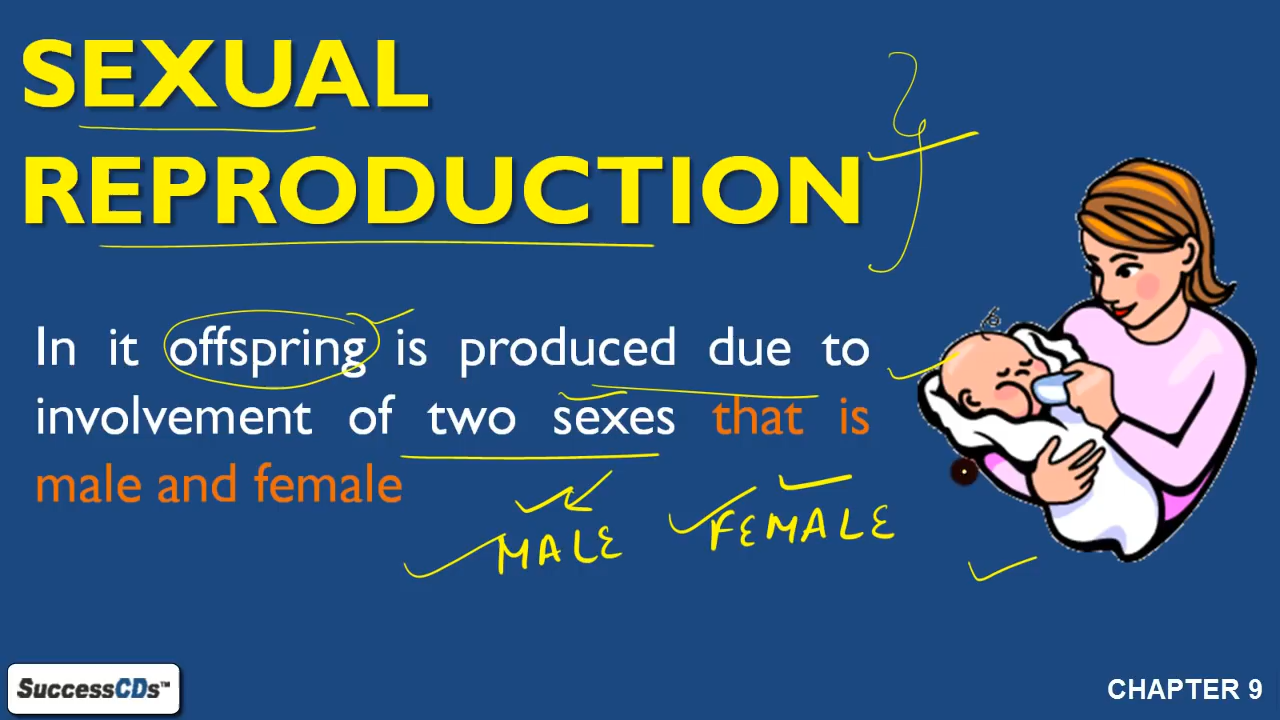 SEXUAL
REPRODUCTION
In it offspring is produced due to
involvement of two sexes that is
male and female
MALE
FEMALE
SuccessCDs™
CHAPTER 9